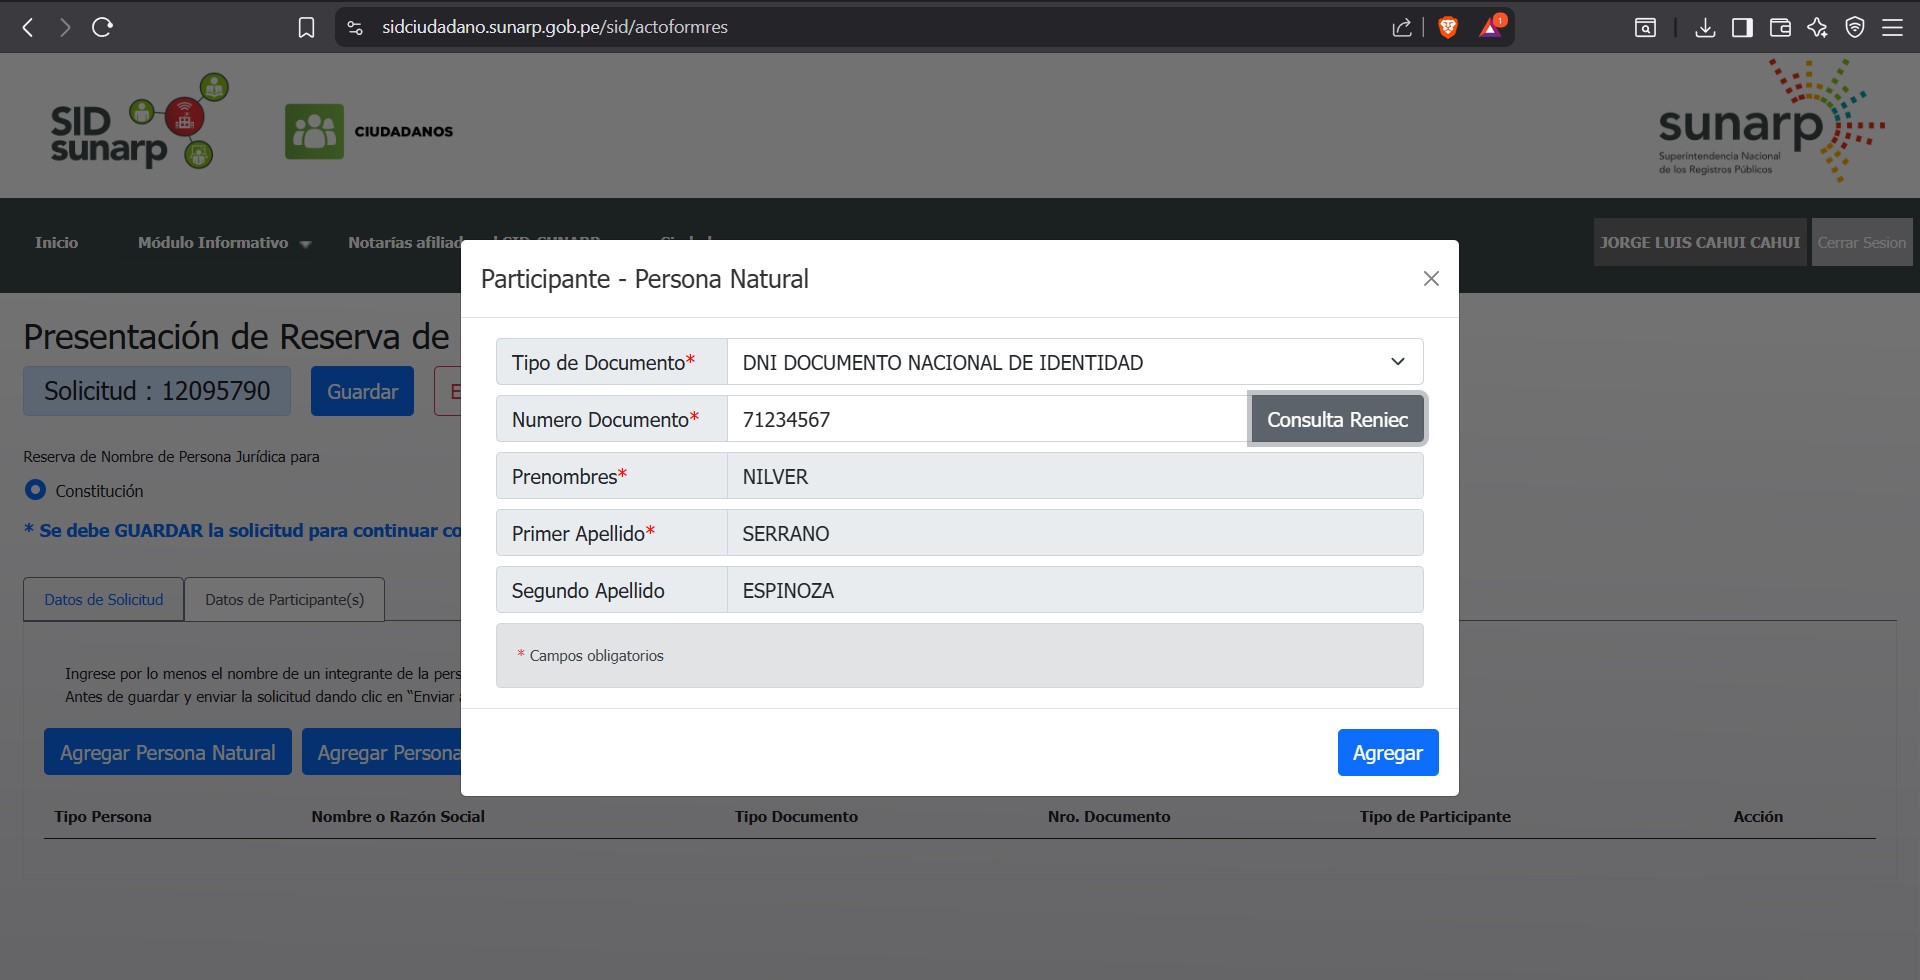 sidciudadano.sunarp.gob.pe/sid/actoformres
1
SID
sunarp
CIUDADANOS
sunarp
Superintendencia Nacional
de los Registros Públicos
Inicio
Módulo Informativo
Notarías afiliad
JORGE LUIS CAHUI CAHUI
Cerrar Sesion
Participante - Persona Natural
Presentación de Reserva de
Solicitud : 12095790
Guardar
E
Tipo de Documento*
DNI DOCUMENTO NACIONAL DE IDENTIDAD
Numero Documento*
71234567
Consulta Reniec
Prenombres*
NILVER
Primer Apellido*
SERRANO
Segundo Apellido
ESPINOZA
* Campos obligatorios
Agregar
Reserva de Nombre de Persona Jurídica para
Constitución
* Se debe GUARDAR la solicitud para continuar co
Datos de Solicitud
Datos de Participante(s)
Ingrese por lo menos el nombre de un integrante de la pers
Antes de guardar y enviar la solicitud dando clic en “Enviar
Agregar Persona Natural
Agregar Persona
Tipo Persona
Nombre o Razón Social
Tipo Documento
Nro. Documento
Tipo de Participante
Acción